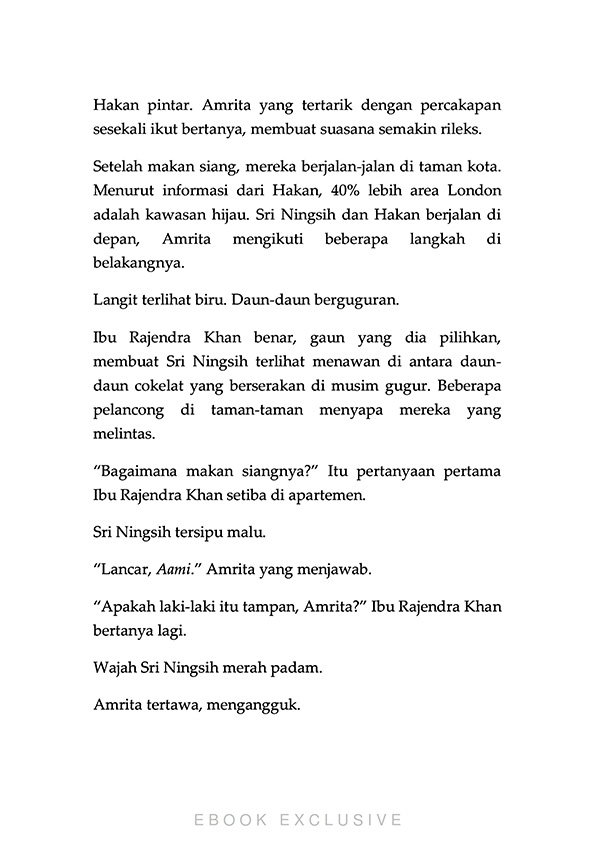 Hakan pintar. Amrita yang tertarik dengan percakapan
sesekali ikut bertanya, membuat suasana semakin rileks.
Setelah makan siang, mereka berjalan-jalan di taman kota.
Menurut informasi dari Hakan, 40% lebih area London
adalah kawasan hijau. Sri Ningsih dan Hakan berjalan di
depan, Amrita mengikuti beberapa langkah di
belakangnya.
Langit terlihat biru. Daun-daun berguguran.
Ibu Rajendra Khan benar, gaun yang dia pilihkan,
membuat Sri Ningsih terlihat menawan di antara daun-
daun cokelat yang berserakan di musim gugur. Beberapa
pelancong di taman-taman menyapa mereka yang
melintas.
“Bagaimana makan siangnya?” Itu pertanyaan pertama
Ibu Rajendra Khan setiba di apartemen.
Sri Ningsih tersipu malu.
“Lancar, Aami.” Amrita yang menjawab.
“Apakah laki-laki itu tampan, Amrita?” Ibu Rajendra Khan
bertanya lagi.
Wajah Sri Ningsih merah padam.
Amrita tertawa, mengangguk.
EBOOK EXCLUSIVE